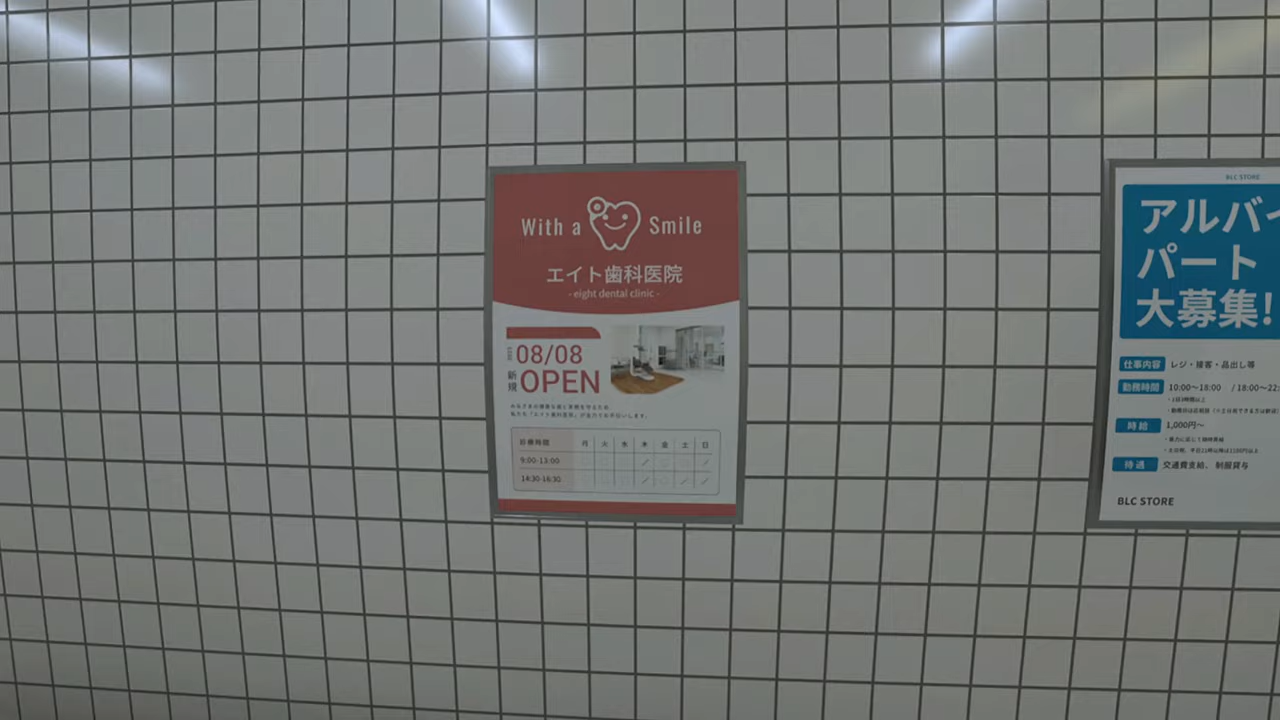 With a Smile
エイト歯科医院
- eight dental clinic -
08/08
新規
OPEN
診療時間 月 火 水 木 金 土 日
9:00-13:00
14:30-16:30
BLC STORE
アルバイ
パート
大募集!
仕事内容 レジ・接客・品出し等
勤務時間 10:00〜18:00 / 18:00〜22:
時給 1,000円〜
待遇 交通費支給、制服貸与
BLC STORE